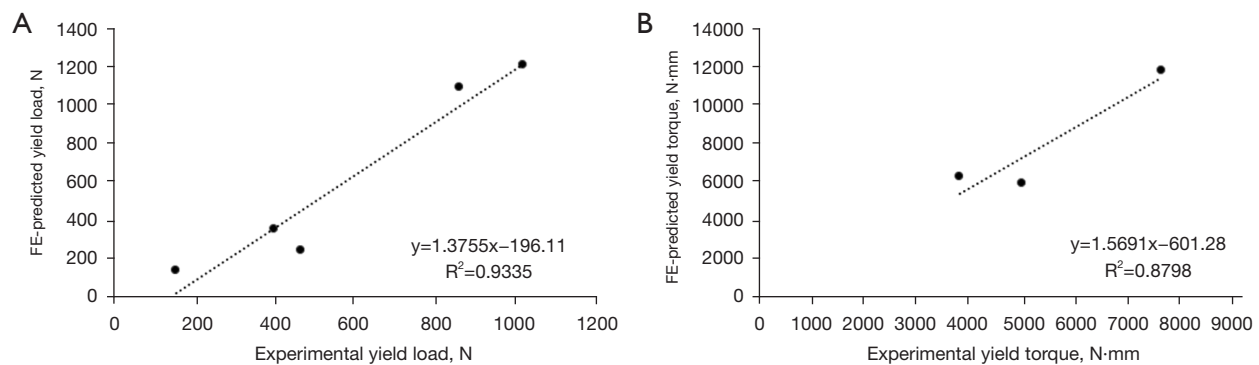 A
FE-predicted yield load, N
1400
1200
1000
800
600
400
200
0
y=1.3755x–196.11
R²=0.9335
0 200 400 600 800 1000 1200
Experimental yield load, N
B
FE-predicted yield torque, N·mm
14000
12000
10000
8000
6000
4000
2000
0
y=1.5691x–601.28
R²=0.8798
0 1000 2000 3000 4000 5000 6000 7000 8000 9000
Experimental yield torque, N·mm